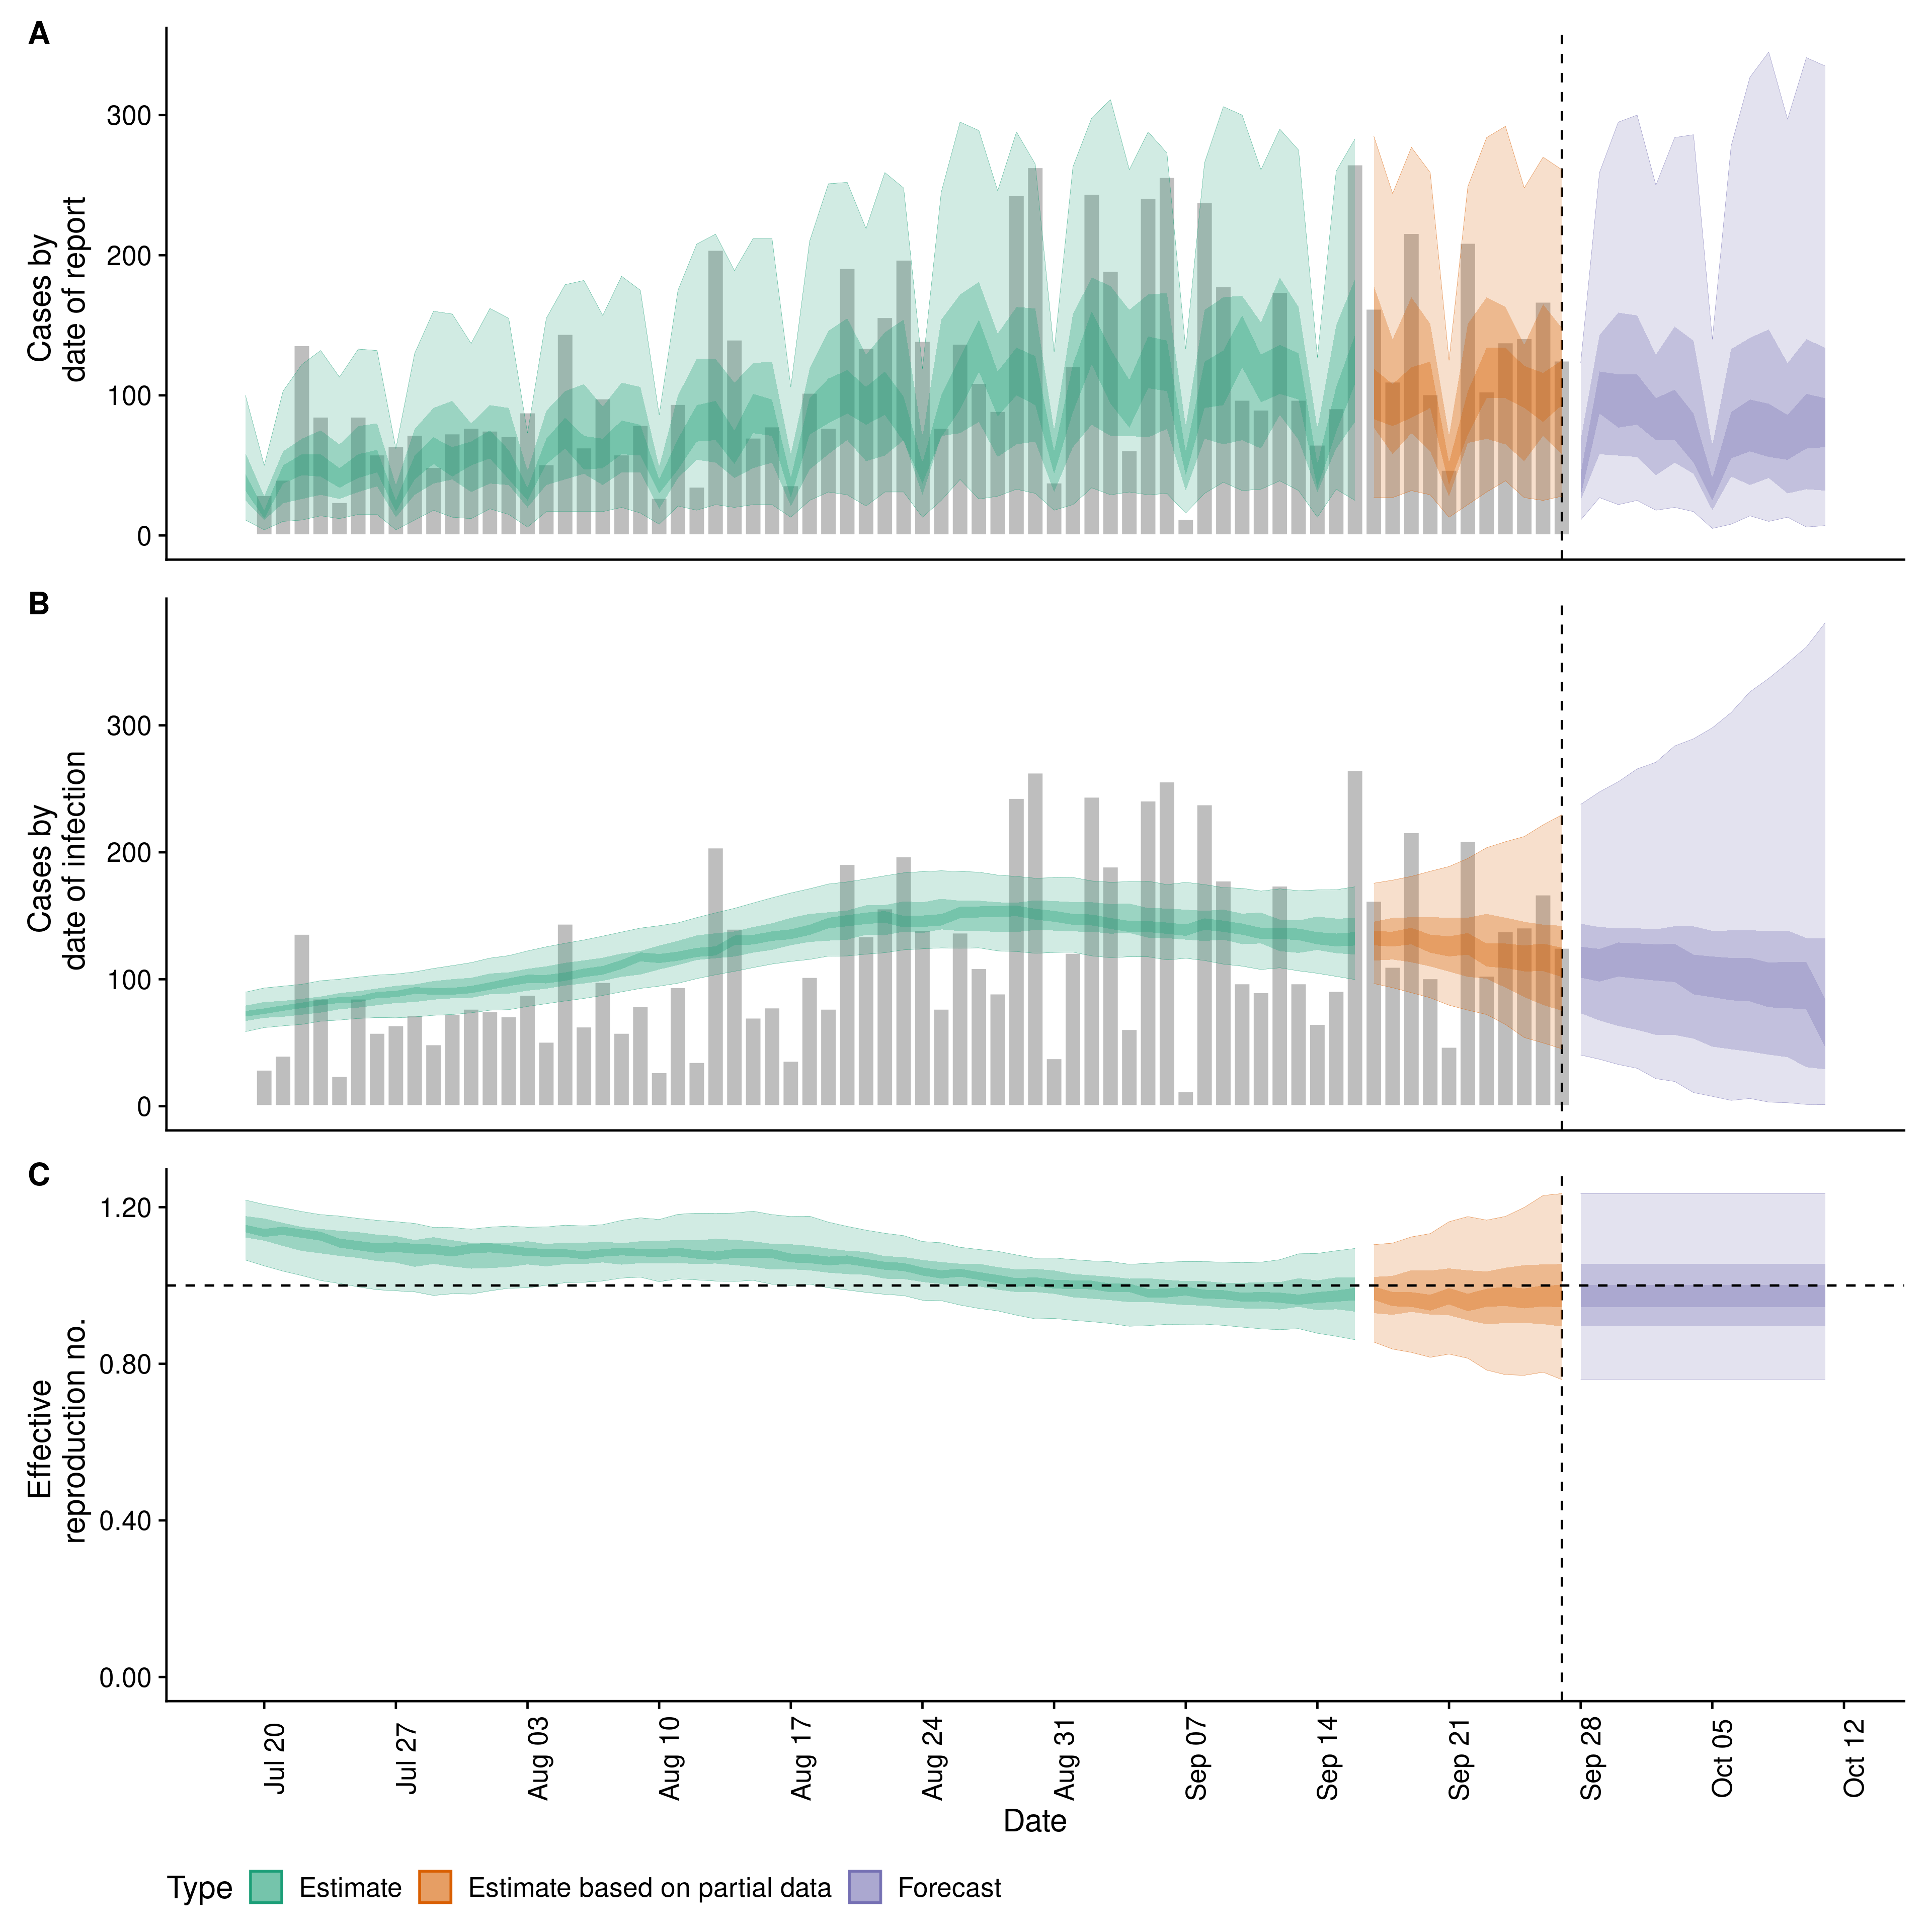 A
Cases by
date of report
300
200
100
0
B
Cases by
date of infection
300
200
100
0
C
Effective
reproduction no.
1.20
0.80
0.40
0.00
Jul 20
Jul 27
Aug 03
Aug 10
Aug 17
Aug 24
Aug 31
Sep 07
Sep 14
Sep 21
Sep 28
Oct 05
Oct 12
Date
Type Estimate Estimate based on partial data Forecast